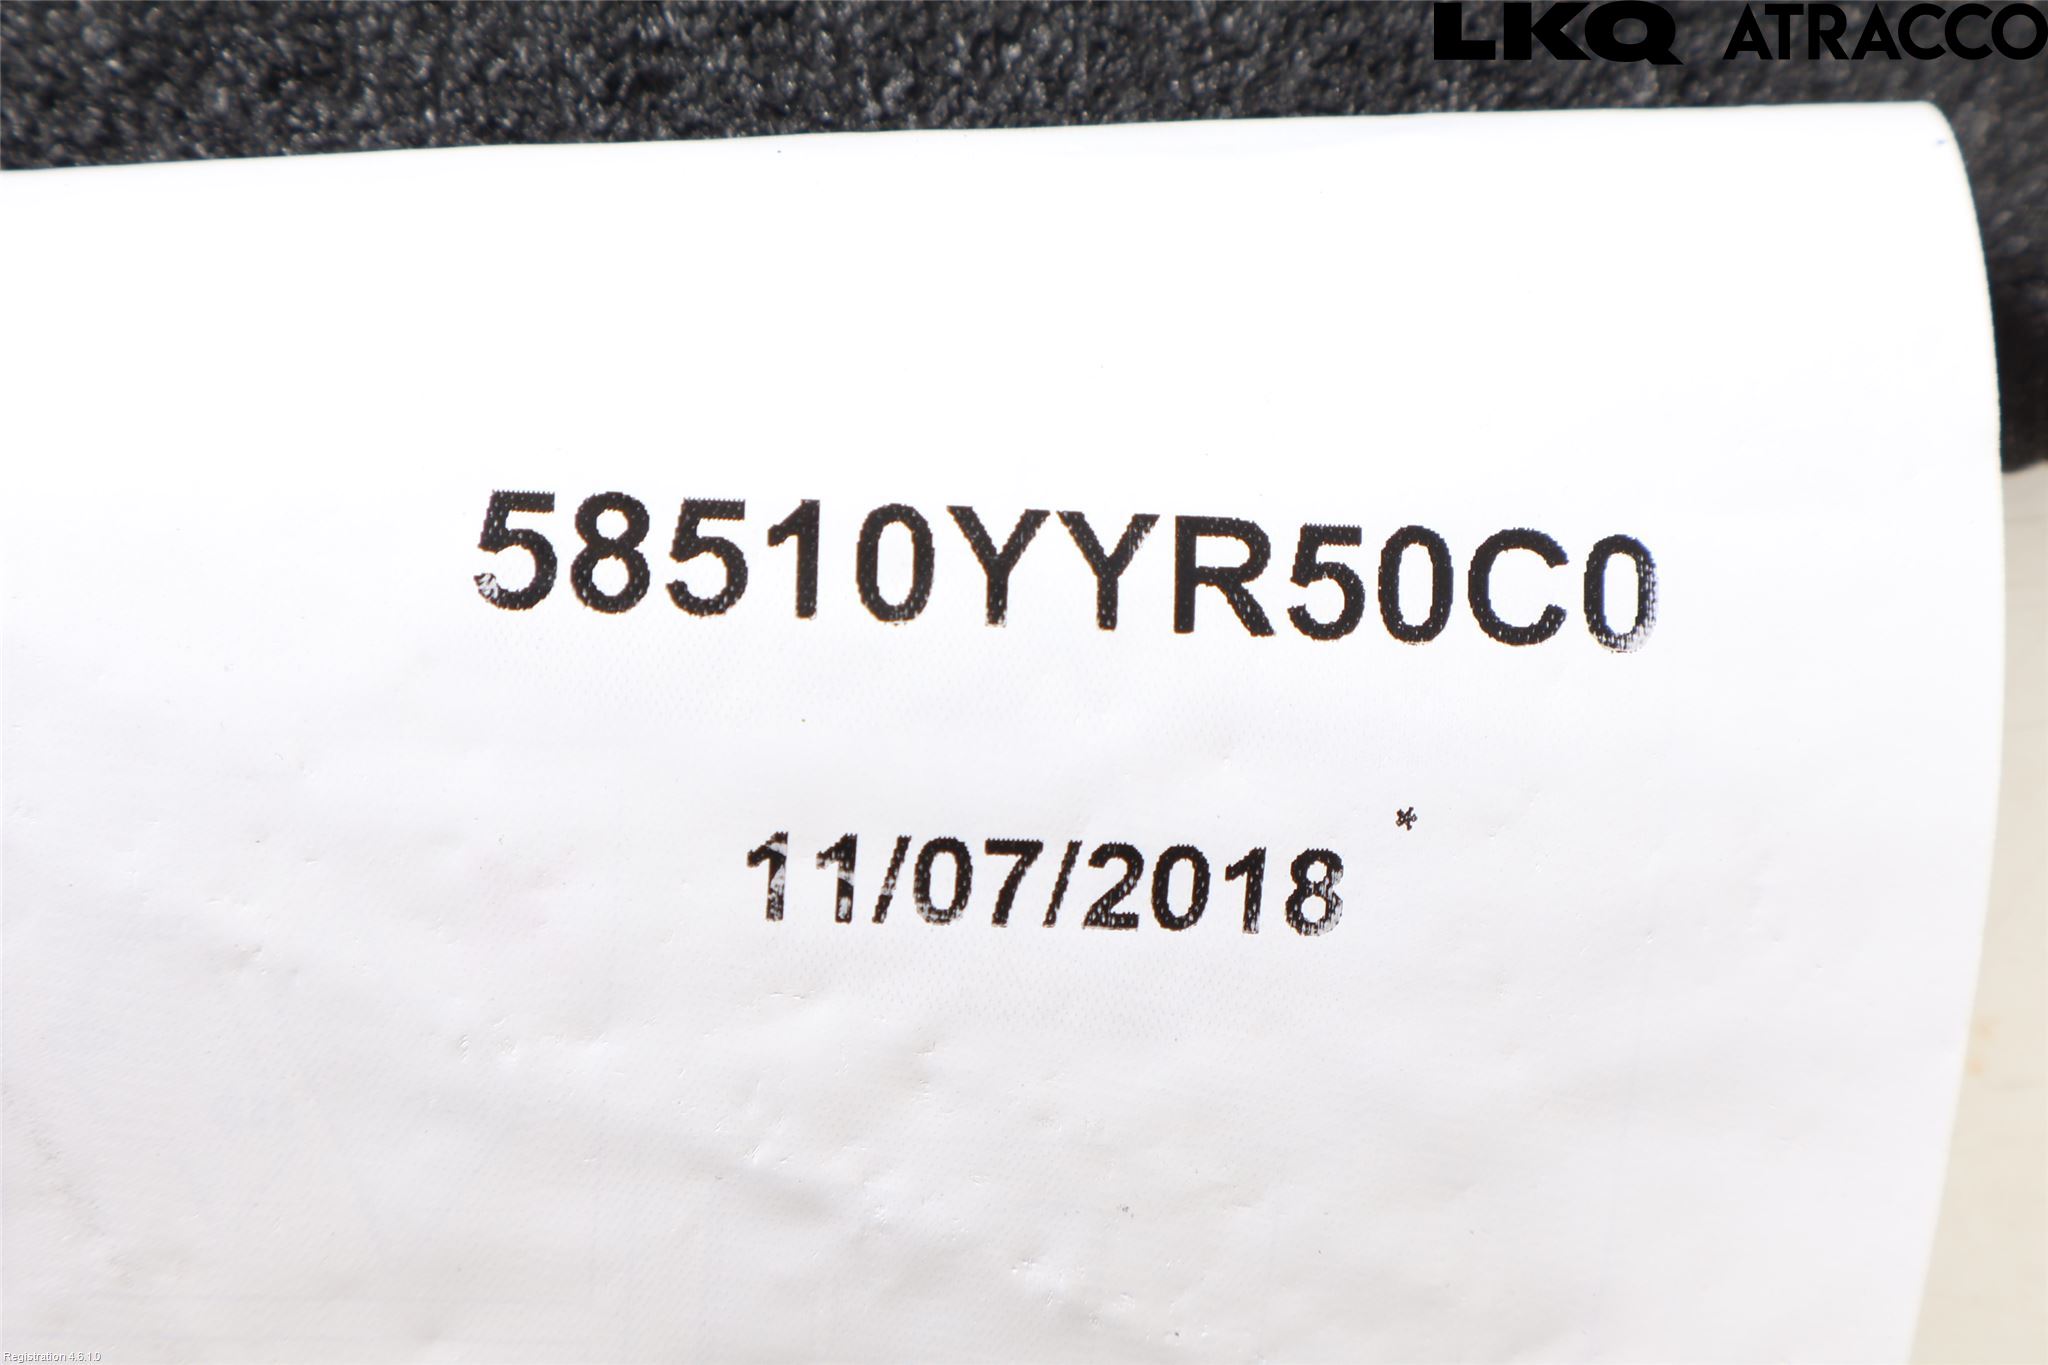 LKQ ATRACCO
58510YYR50C0
*
11/07/2018
Registration 4.6.1.0